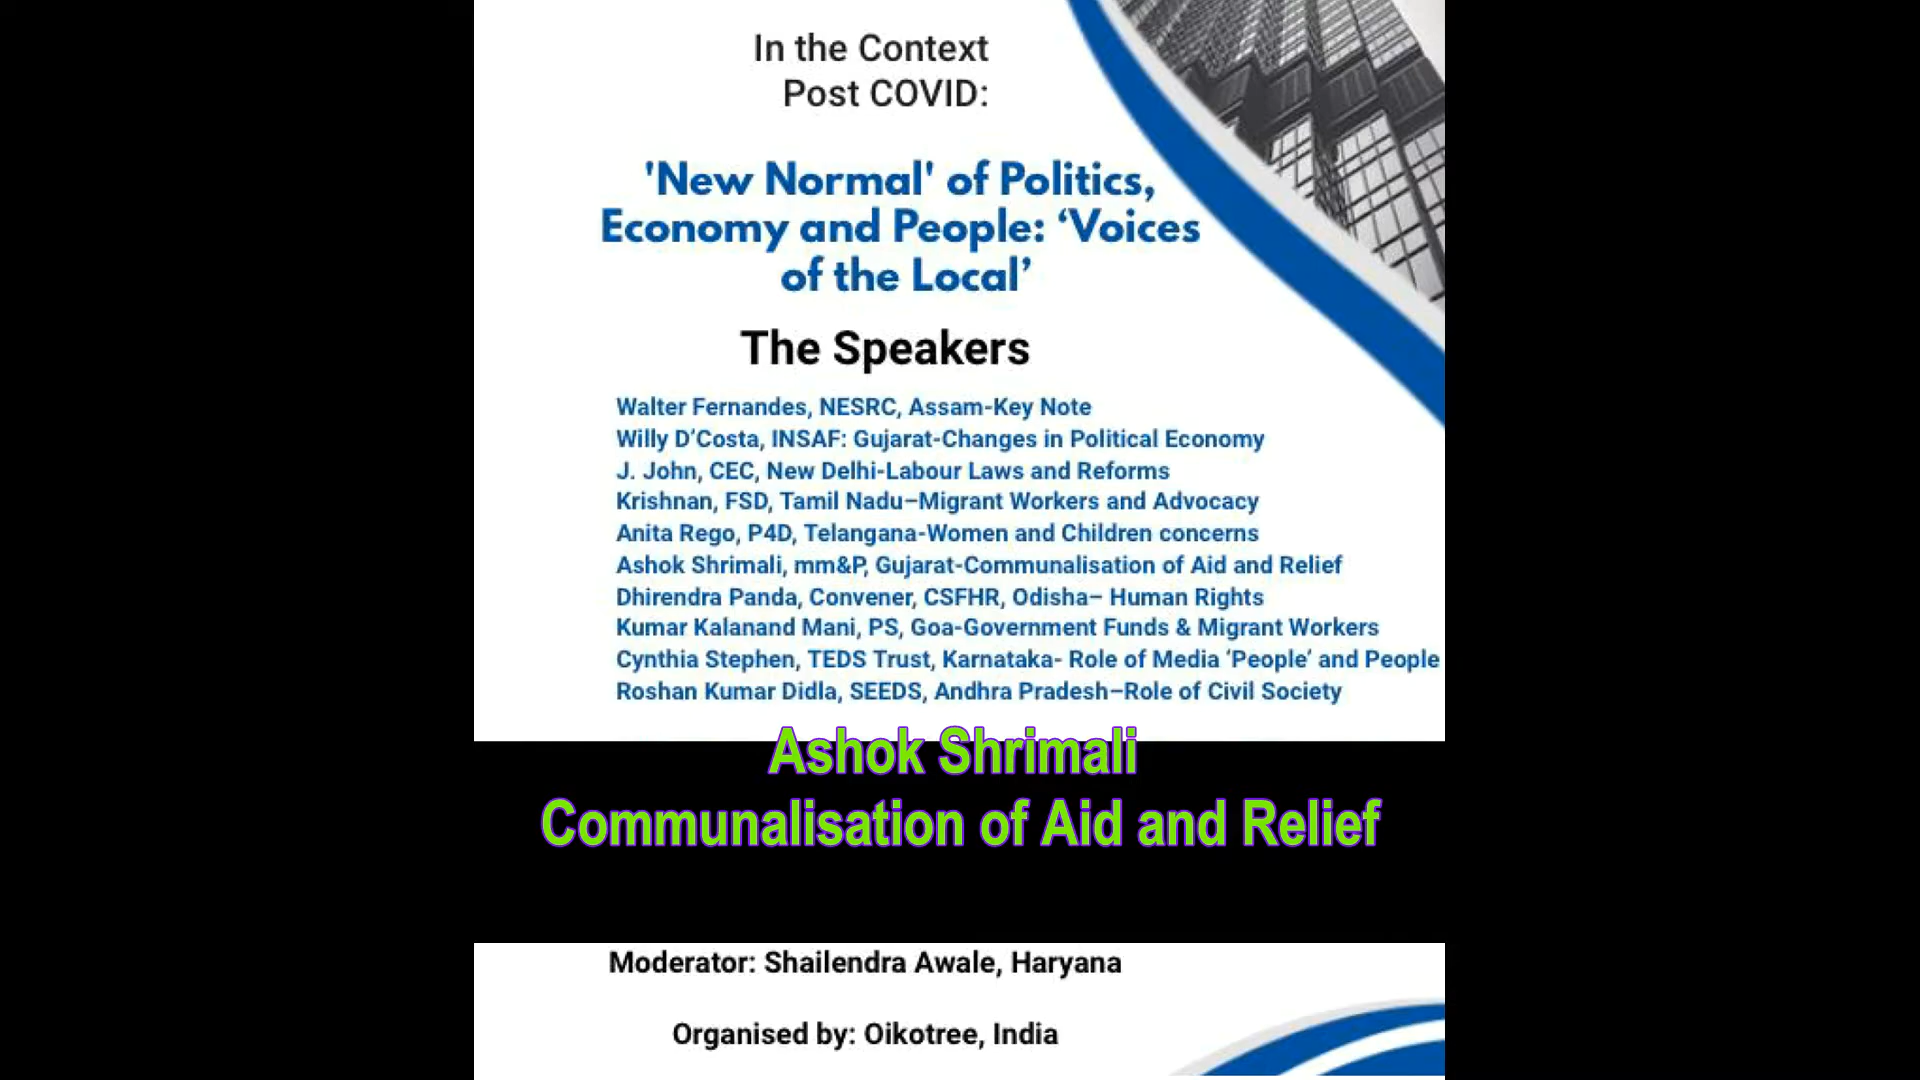 In the Context
Post COVID:
'New Normal' of Politics,
Economy and People: ‘Voices
of the Local’
The Speakers
Walter Fernandes, NESRC, Assam-Key Note
Willy D’Costa, INSAF: Gujarat-Changes in Political Economy
J. John, CEC, New Delhi-Labour Laws and Reforms
Krishnan, FSD, Tamil Nadu–Migrant Workers and Advocacy
Anita Rego, P4D, Telangana-Women and Children concerns
Ashok Shrimali, mm&P, Gujarat-Communalisation of Aid and Relief
Dhirendra Panda, Convener, CSFHR, Odisha– Human Rights
Kumar Kalanand Mani, PS, Goa-Government Funds & Migrant Workers
Cynthia Stephen, TEDS Trust, Karnataka- Role of Media ‘People’ and People
Roshan Kumar Didla, SEEDS, Andhra Pradesh–Role of Civil Society
Ashok Shrimali
Communalisation of Aid and Relief
Moderator: Shailendra Awale, Haryana
Organised by: Oikotree, India